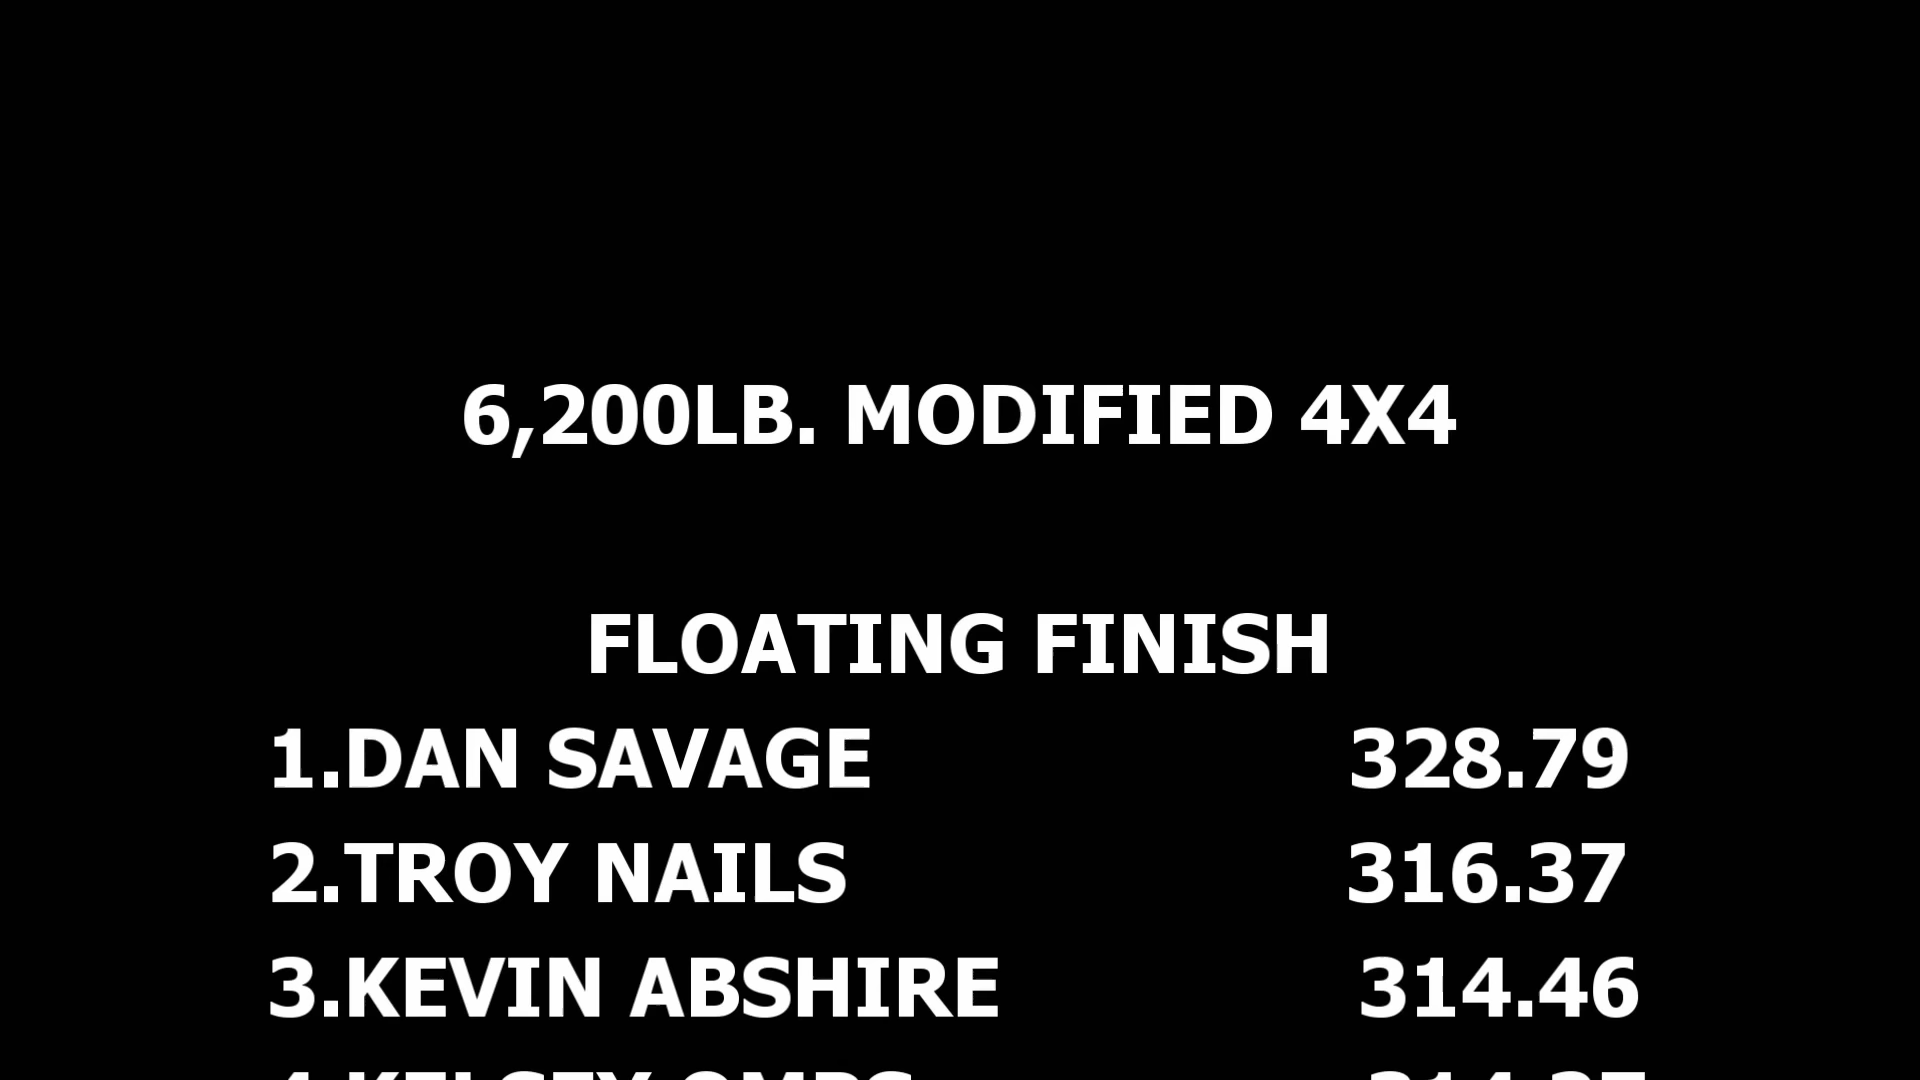 6,200LB. MODIFIED 4X4
FLOATING FINISH
1.DAN SAVAGE 328.79
2.TROY NAILS 316.37
3.KEVIN ABSHIRE 314.46